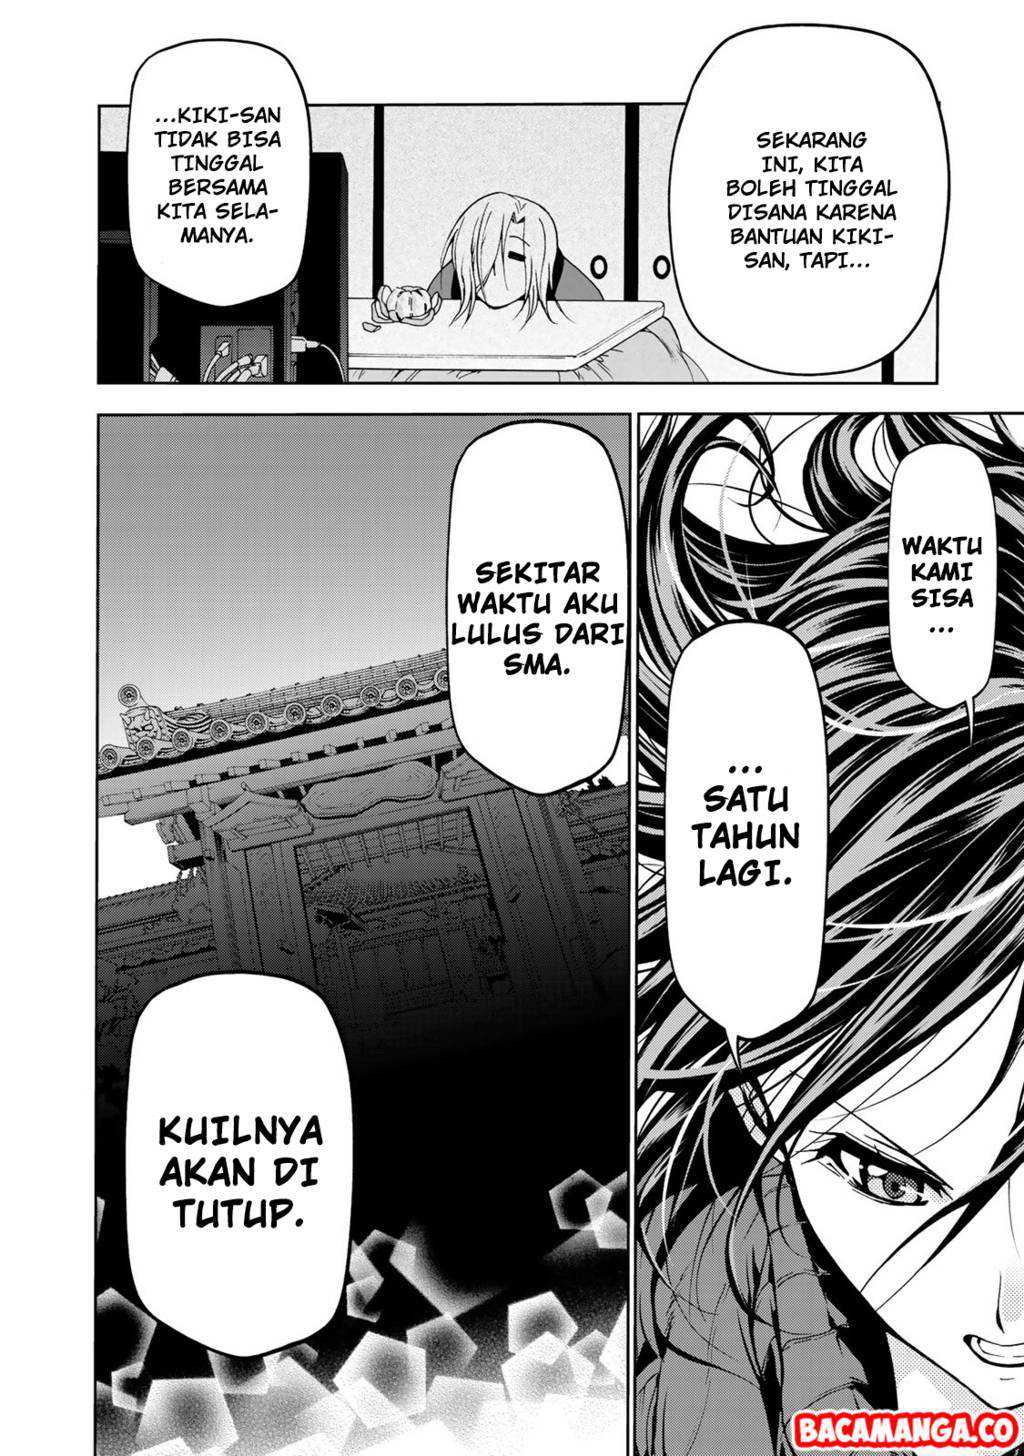 SEKARANG
INI, KITA
BOLEH TINGGAL
DISANA KARENA
BANTUAN KIKI-
SAN, TAPI...
...KIKI-SAN
TIDAK BISA
TINGGAL
BERSAMA
KITA SELA-
MANYA.
WAKTU
KAMI
SISA
...
...
SATU
TAHUN
LAGI.
SEKITAR
WAKTU AKU
LULUS DARI
SMA.
KUILNYA
AKAN DI
TUTUP.
BACAMANGA.CO